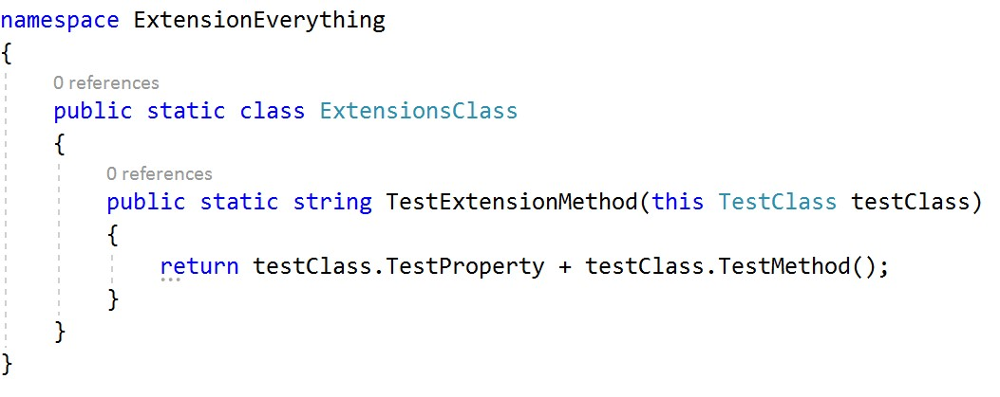 namespace ExtensionEverything
{
0 references
public static class ExtensionsClass
{
0 references
public static string TestExtensionMethod(this TestClass testClass)
{
return testClass.TestProperty + testClass.TestMethod();
}
}
}